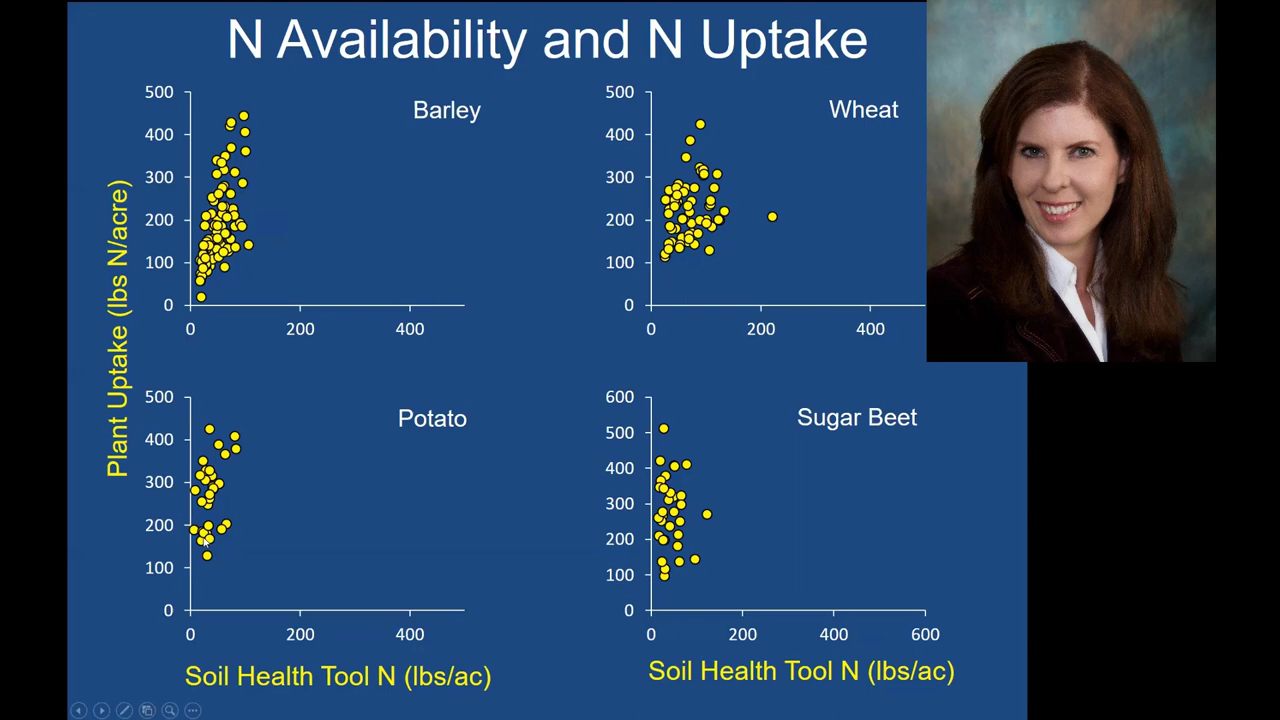 N Availability and N Uptake
Plant Uptake (lbs N/acre)
Barley
500
400
300
200
100
0
0 200 400
Wheat
500
400
300
200
100
0
0 200 400
Potato
500
400
300
200
100
0
0 200 400
Soil Health Tool N (lbs/ac)
Sugar Beet
600
500
400
300
200
100
0
0 200 400 600
Soil Health Tool N (lbs/ac)